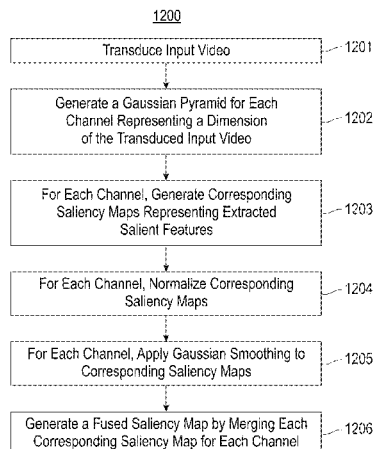 1200
Transduce Input Video
1201
Generate a Gaussian Pyramid for Each
Channel Representing a Dimension
of the Transduced Input Video
1202
For Each Channel, Generate Corresponding
Saliency Maps Representing Extracted
Salient Features
1203
For Each Channel, Normalize Corresponding
Saliency Maps
1204
For Each Channel, Apply Gaussian Smoothing to
Corresponding Saliency Maps
1205
Generate a Fused Saliency Map by Merging Each
Corresponding Saliency Map for Each Channel
1206